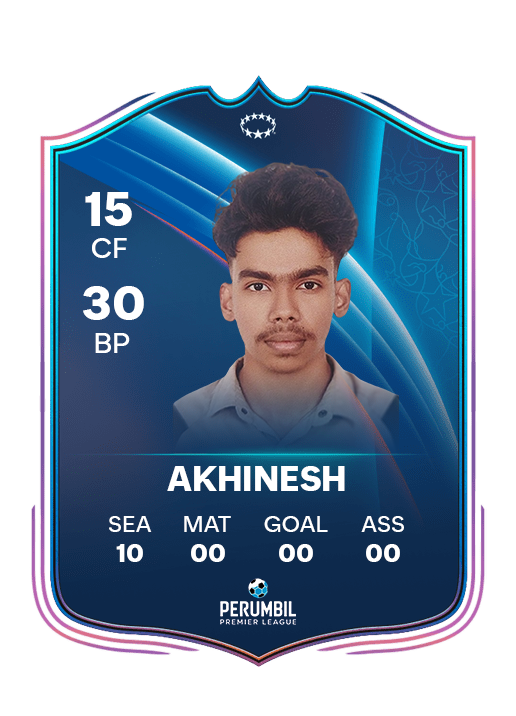 15
CF
30
BP
AKHINESH
SEA MAT GOAL ASS
10 00 00 00
PERUMBIL
PREMIER LEAGUE